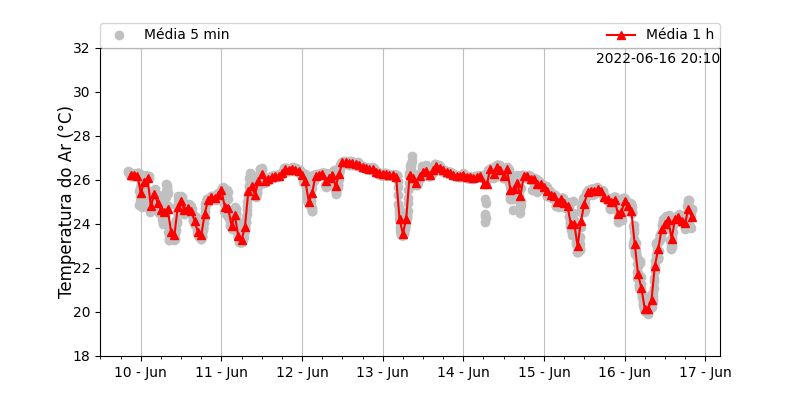 Média 5 min
Média 1 h
2022-06-16 20:10
Temperatura do Ar (°C)
32
30
28
26
24
22
20
18
10 - Jun
11 - Jun
12 - Jun
13 - Jun
14 - Jun
15 - Jun
16 - Jun
17 - Jun